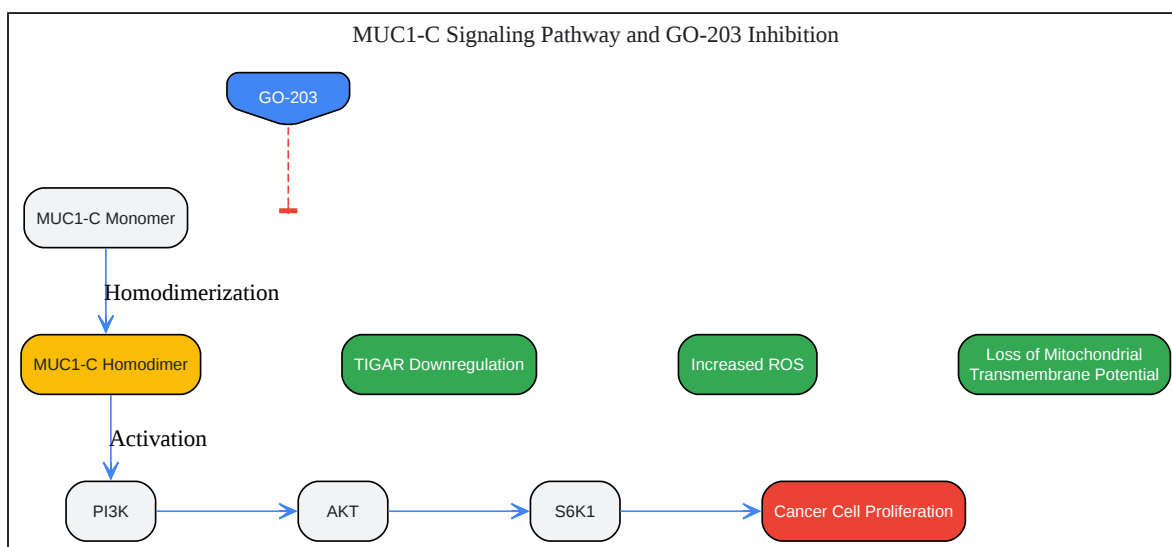 MUC1-C Signaling Pathway and GO-203 Inhibition
GO-203
MUC1-C Monomer
Homodimerization
MUC1-C Homodimer
TIGAR Downregulation
Increased ROS
Loss of Mitochondrial
Transmembrane Potential
Activation
PI3K
AKT
S6K1
Cancer Cell Proliferation